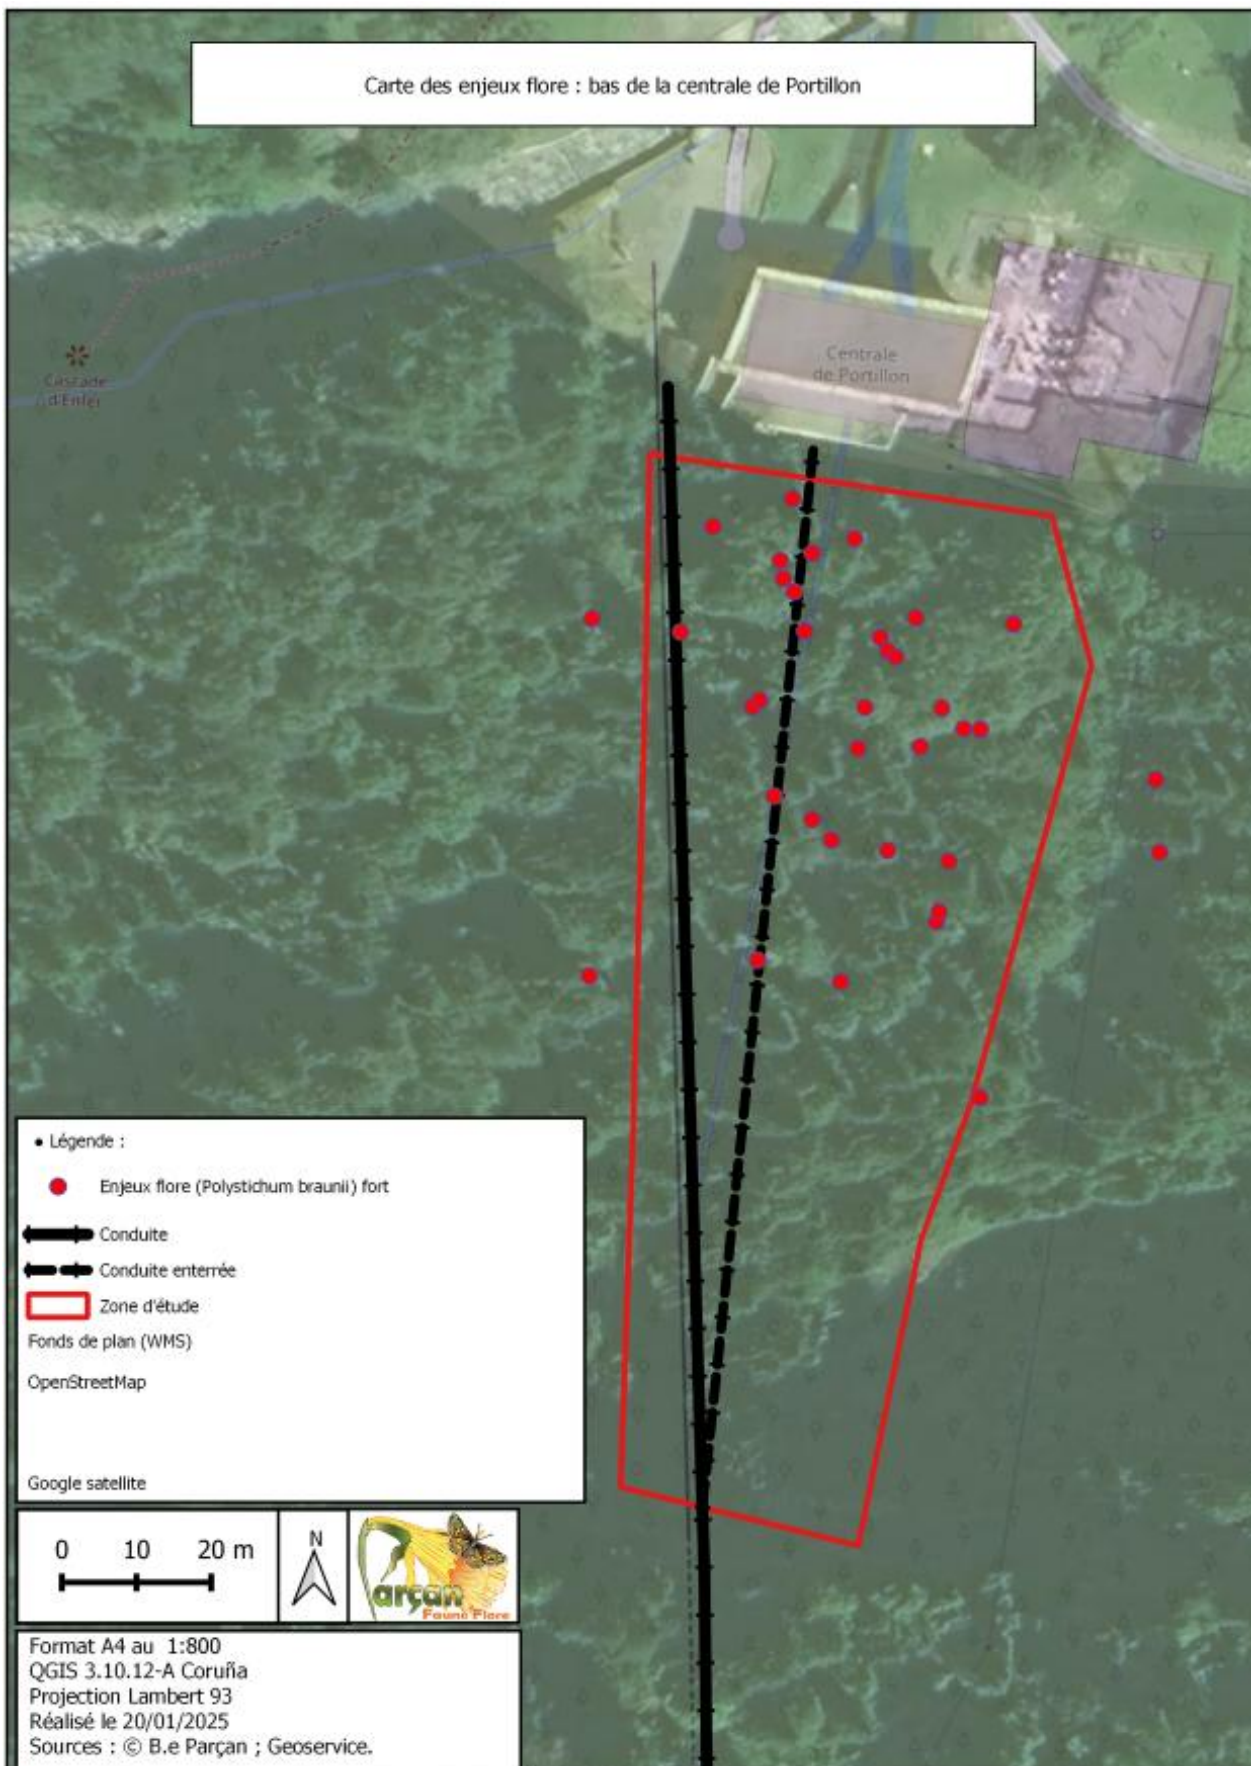 Carte des enjeux flore : bas de la centrale de Portillon
Centrale
de Portillon
Cascade
d'Enfer
• Légende :
Enjeux flore (Polystichum braunii) fort
Conduite
Conduite enterrée
Zone d'étude
Fonds de plan (WMS)
OpenStreetMap
Google satellite
0 10 20 m
N
arçan
Faune Flore
Format A4 au 1:800
QGIS 3.10.12-A Coruña
Projection Lambert 93
Réalisé le 20/01/2025
Sources : © B.e Parçan ; Geoservice.